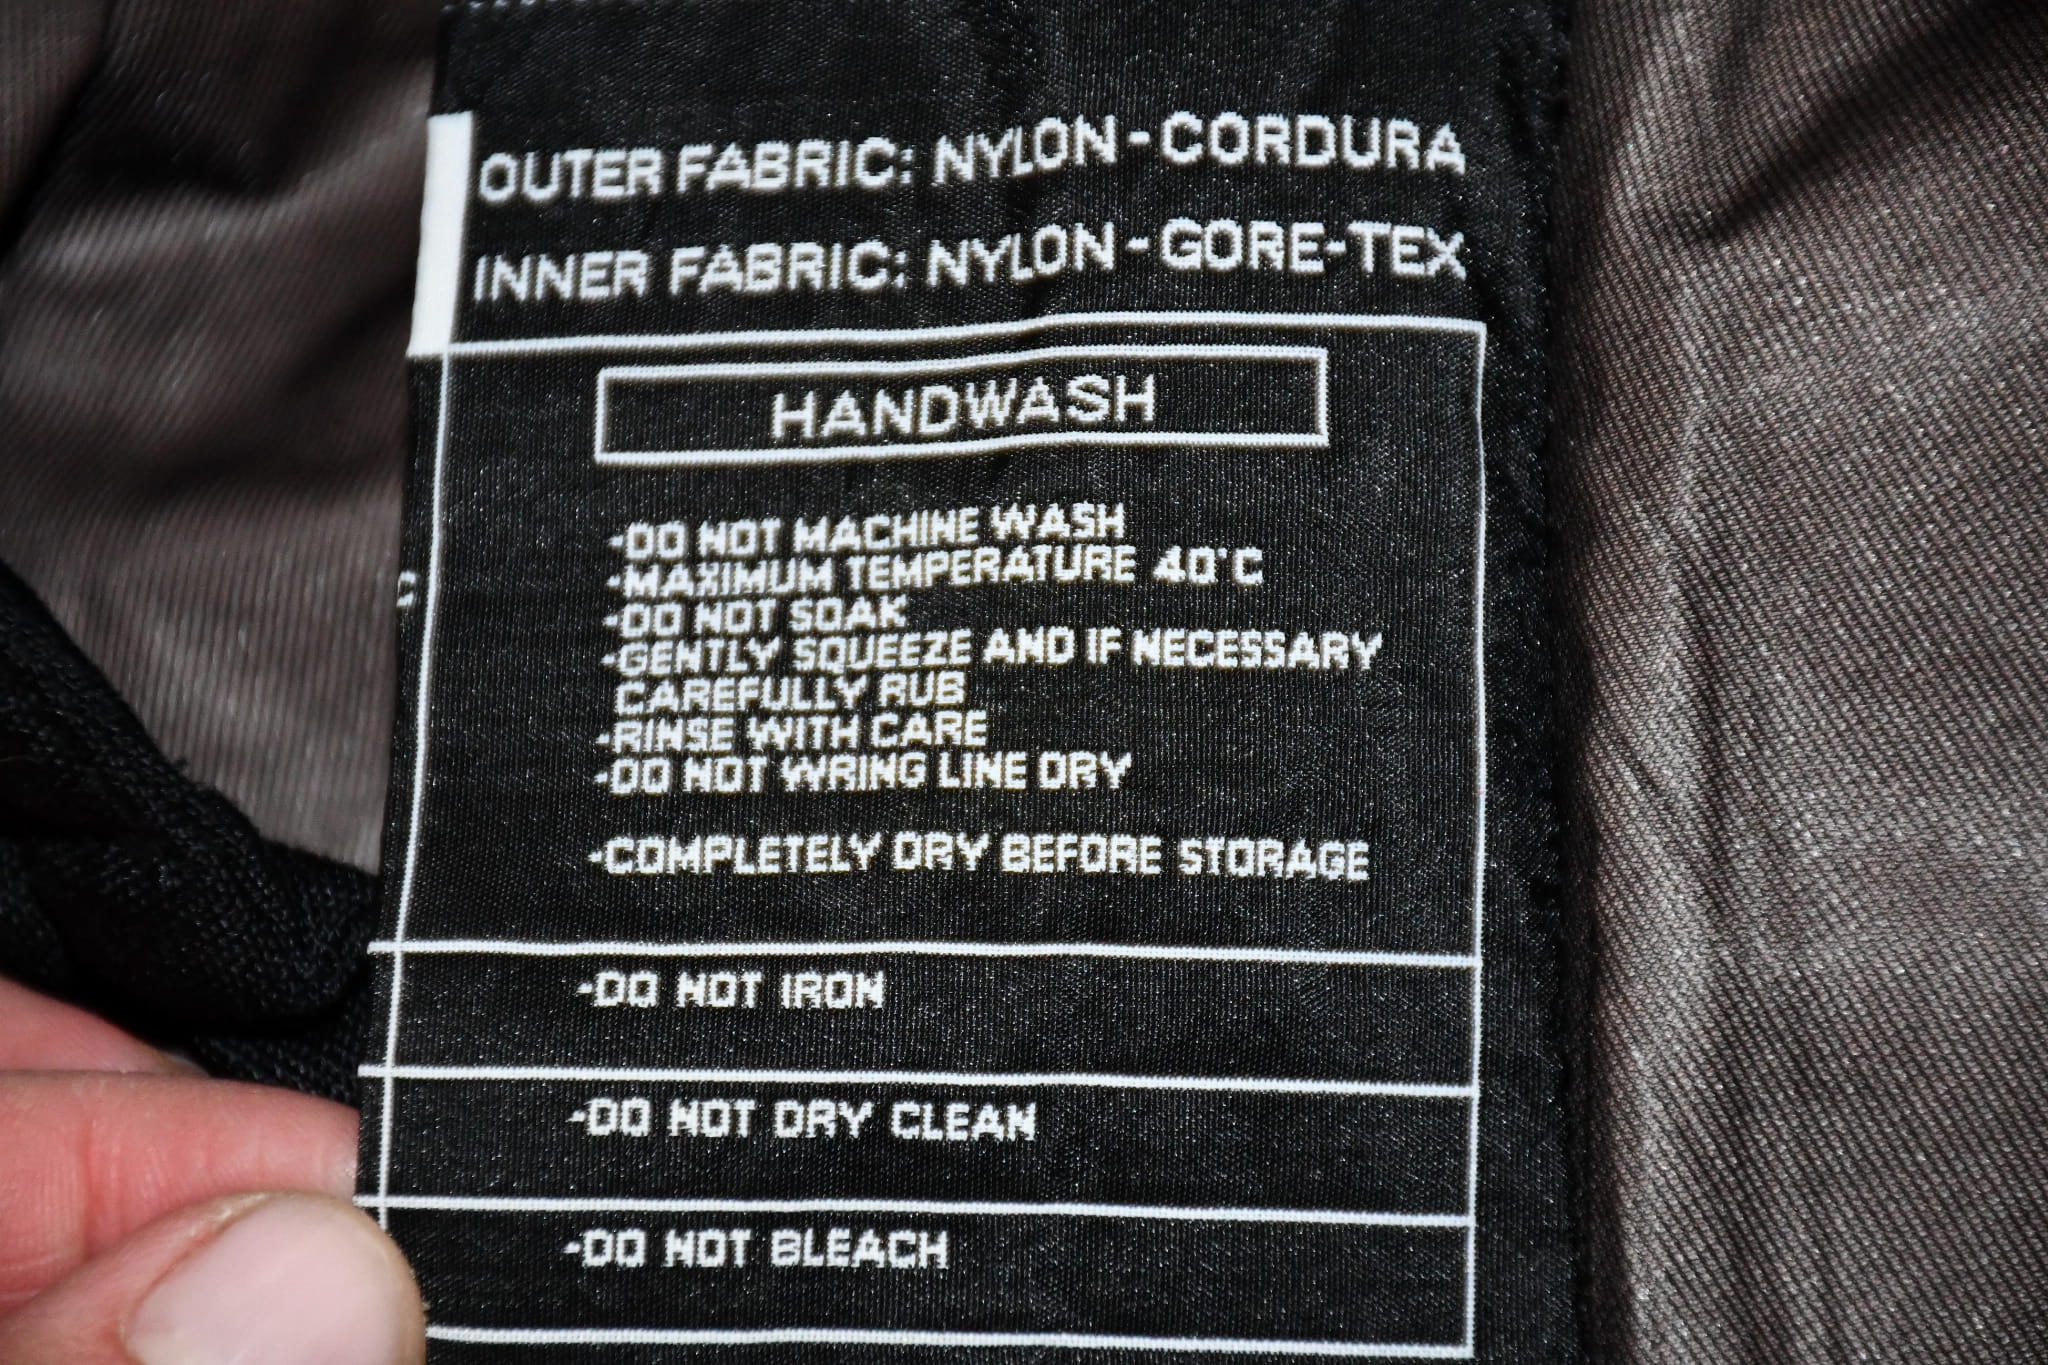 OUTER FABRIC: NYLON - CORDURA
INNER FABRIC: NYLON - GORE-TEX
HANDWASH
-DO NOT MACHINE WASH
-MAXIMUM TEMPERATURE 40°C
-DO NOT SOAK
-GENTLY SQUEEZE AND IF NECESSARY
CAREFULLY RUB
-RINSE WITH CARE
-DO NOT WRING LINE DRY
-COMPLETELY DRY BEFORE STORAGE
-DO NOT IRON
-DO NOT DRY CLEAN
-DO NOT BLEACH